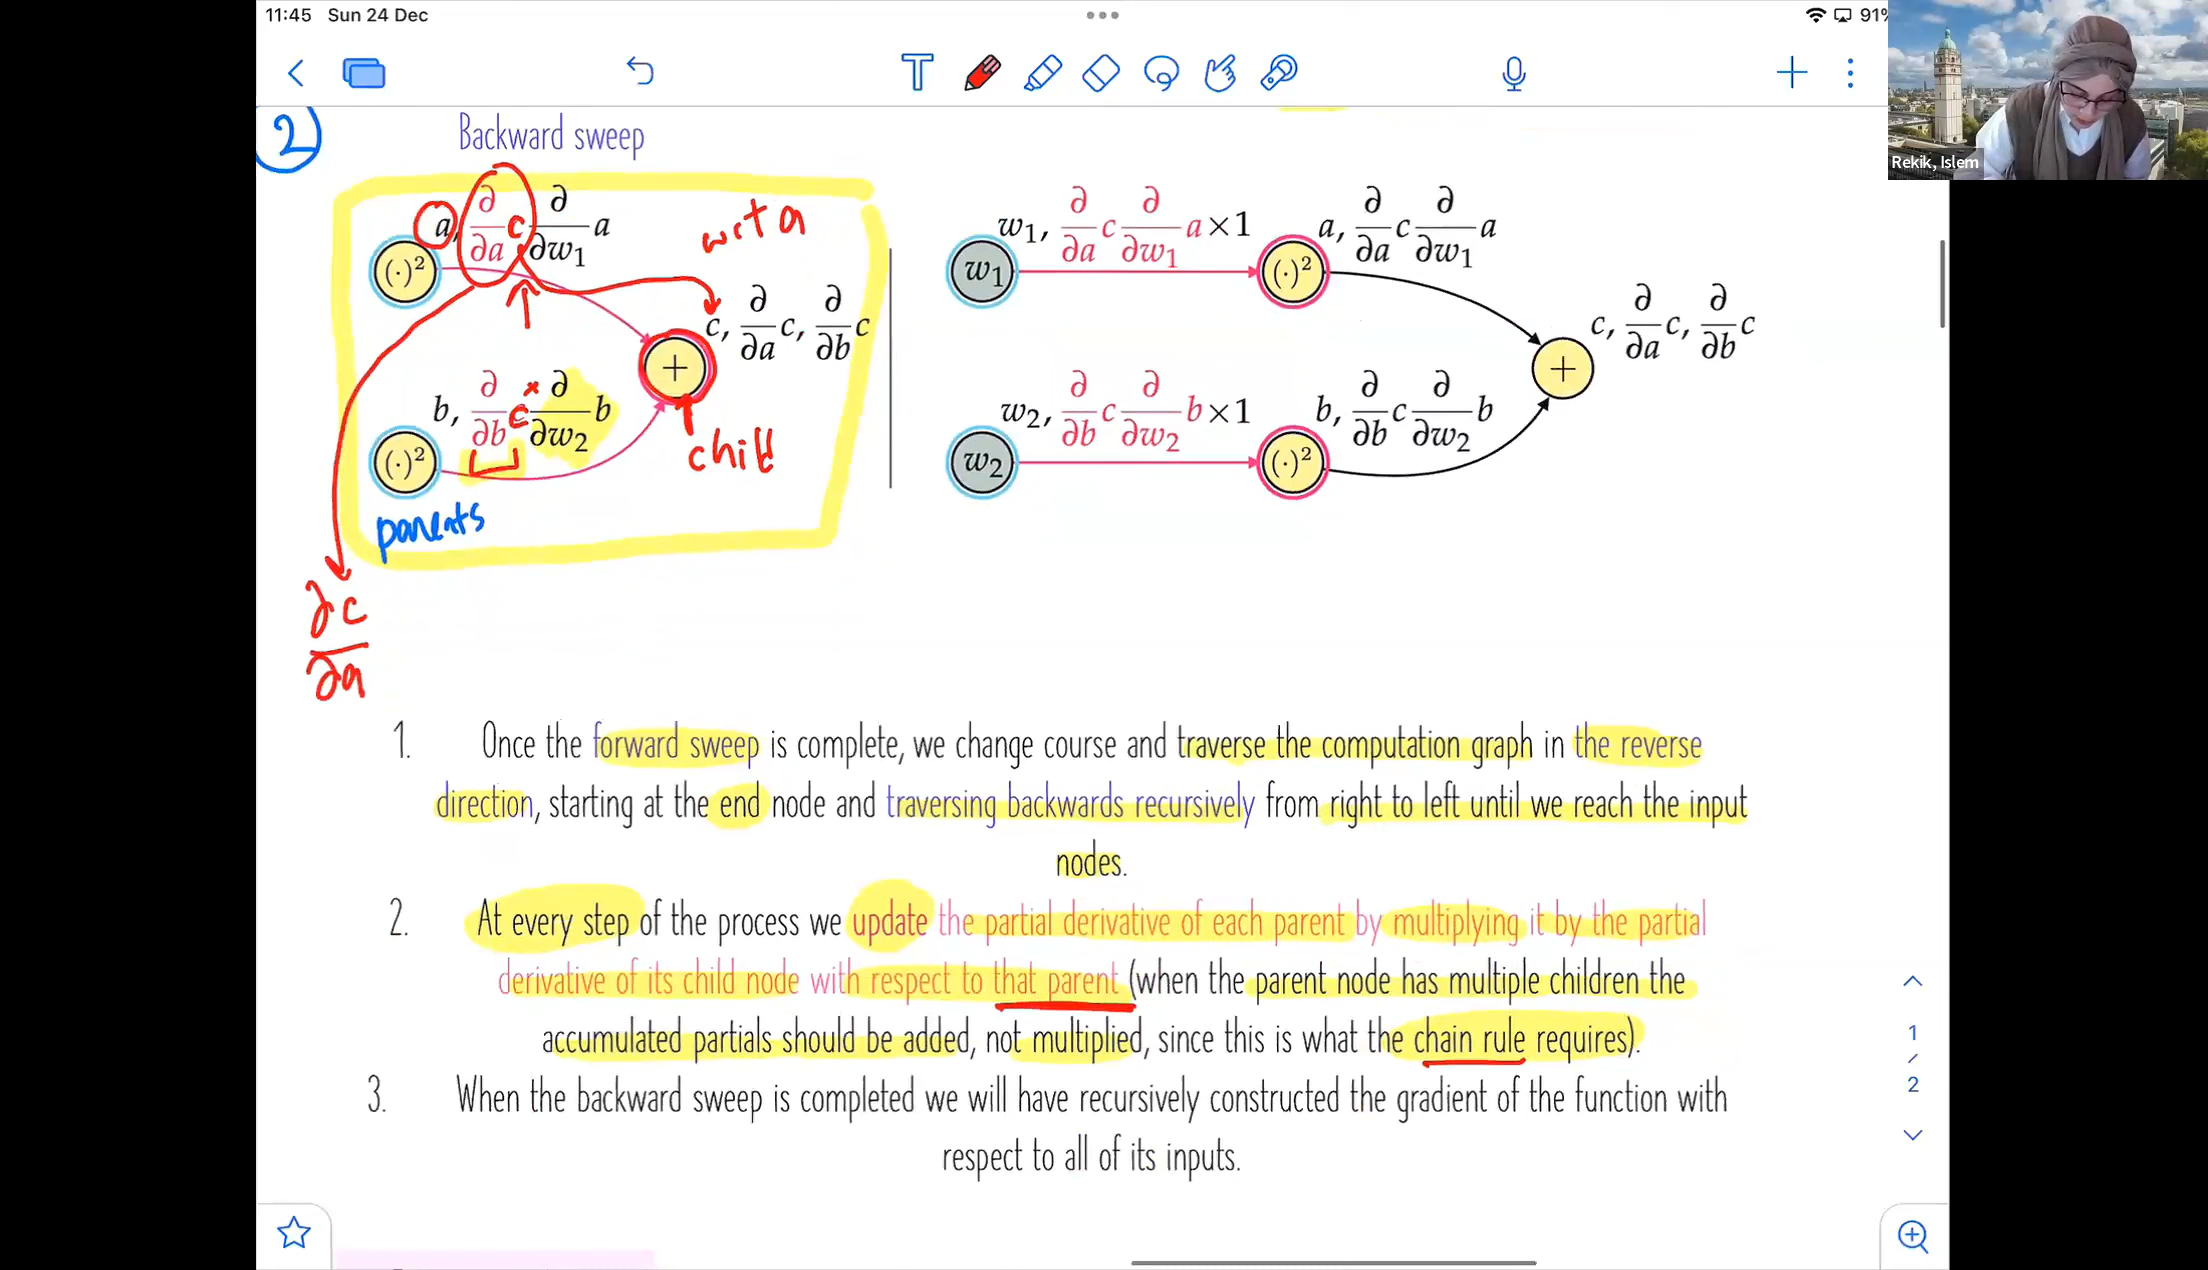 11:45 Sun 24 Dec
91%
Rekik, Islem
2
Backward sweep
a, ∂/∂a c ∂/∂w₁ a
wrt a
(·)²
c, ∂/∂a c, ∂/∂b c
+
b, ∂/∂b c × ∂/∂w₂ b
(·)²
child
parents
∂c/∂a
w₁, ∂/∂a c ∂/∂w₁ a×1
a, ∂/∂a c ∂/∂w₁ a
w₁
(·)²
c, ∂/∂a c, ∂/∂b c
+
w₂, ∂/∂b c ∂/∂w₂ b×1
b, ∂/∂b c ∂/∂w₂ b
w₂
(·)²
1. Once the forward sweep is complete, we change course and traverse the computation graph in the reverse
direction, starting at the end node and traversing backwards recursively from right to left until we reach the input
nodes.
2. At every step of the process we update the partial derivative of each parent by multiplying it by the partial
derivative of its child node with respect to that parent (when the parent node has multiple children the
accumulated partials should be added, not multiplied, since this is what the chain rule requires).
3. When the backward sweep is completed we will have recursively constructed the gradient of the function with
respect to all of its inputs.
1
/
2